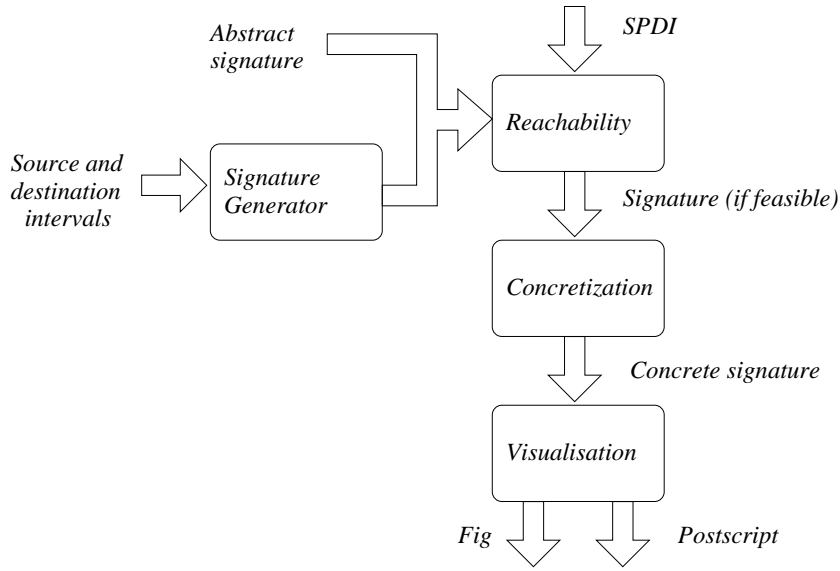 Abstract
signature
SPDI
Reachability
Source and
destination
intervals
Signature
Generator
Signature (if feasible)
Concretization
Concrete signature
Visualisation
Fig
Postscript